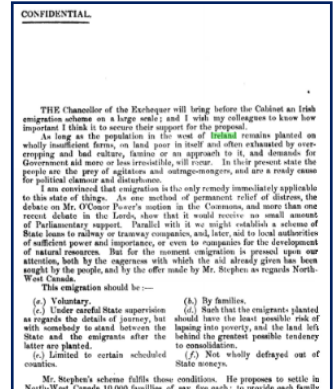 CONFIDENTIAL.
THE Chancellor of the Exchequer will bring before the Cabinet an Irish
emigration scheme on a large scale; and I wish my colleagues to know how
important I think it to secure their support for the proposal.
As long as the population in the west of Ireland remains planted on
wholly insufficient farms, on land poor in itself and often exhausted by over-
cropping and bad culture, famine or an approach to it, and demands for
Government aid more or less irresistible, will recur. In their present state the
people are the prey of agitators and outrage-mongers, and are a ready cause
for political clamour and disturbance.
I am convinced that emigration is the only remedy immediately applicable
to this state of things. As one method of permanent relief of distress, the
debate on Mr. O'Connor Power's motion in the Commons, and more than one
recent debate in the Lords, show that it would receive no small amount
of Parliamentary support. Parallel with it we might establish a scheme of
State loans to railway or tramway companies, and, later, aid to local authorities
of sufficient power and importance, or even to companies for the development
of natural resources. But for the moment emigration is pressed upon our
attention, both by the eagerness with which the aid already given has been
sought by the people, and by the offer made by Mr. Stephen as regards North-
West Canada.
This emigration should be :—
(a.) Voluntary.
(c.) Under careful State supervision
as regards the details of journey, but
with somebody to stand between the
State and the emigrants after the
latter are planted.
(e.) Limited to certain scheduled
counties.
(b.) By families.
(d.) Such that the emigrants planted
should have the least possible risk of
lapsing into poverty, and the land left
behind the greatest possible tendency
to consolidation.
(f.) Not wholly defrayed out of
State moneys.
Mr. Stephen's scheme fulfils those conditions. He proposes to settle in